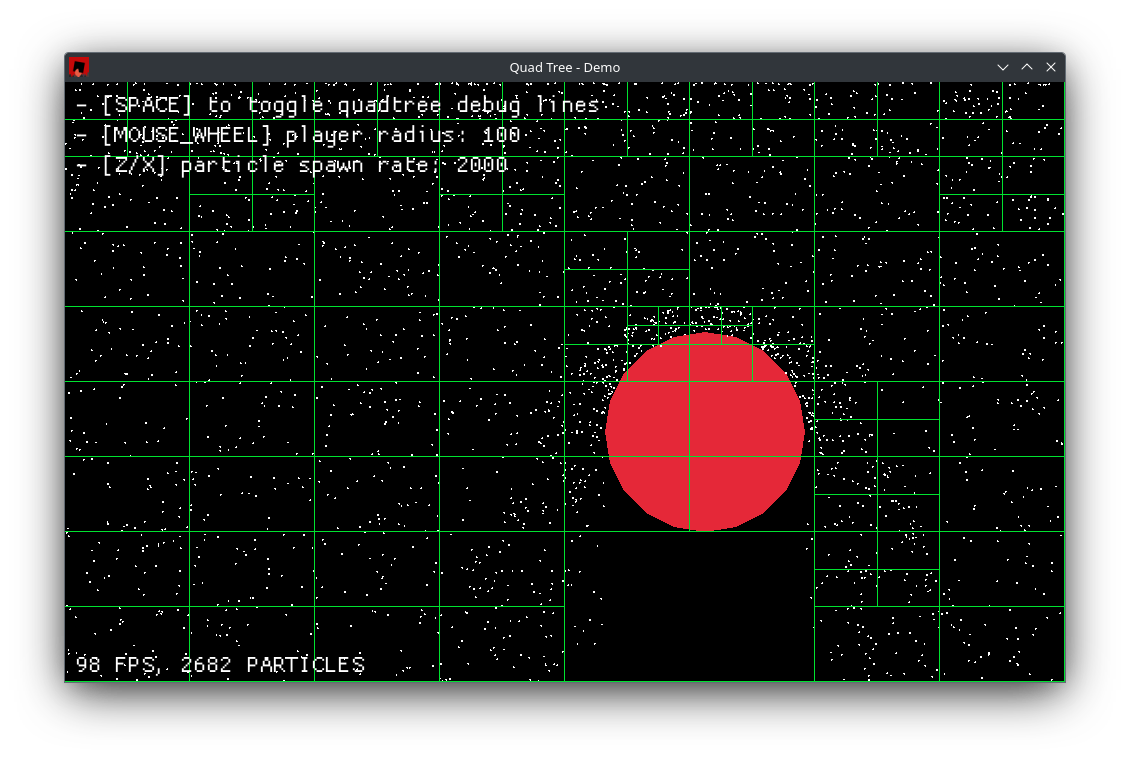 Quad Tree - Demo
- [SPACE] to toggle quadtree debug lines
- [MOUSE_WHEEL] player radius: 100
- [Z/X] particle spawn rate: 2000
98 FPS, 2682 PARTICLES